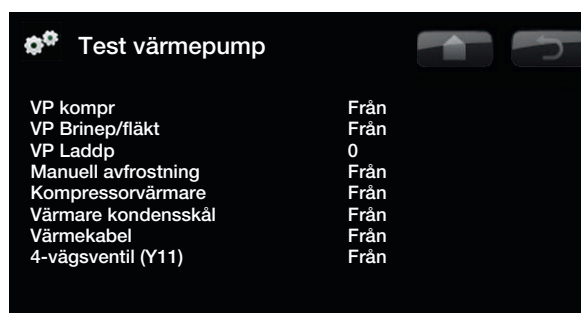 Test värmepump
VP kompr Från
VP Brinep/fläkt Från
VP Laddp 0
Manuell avfrostning Från
Kompressorvärmare Från
Värmare kondensskål Från
Värmekabel Från
4-vägsventil (Y11) Från